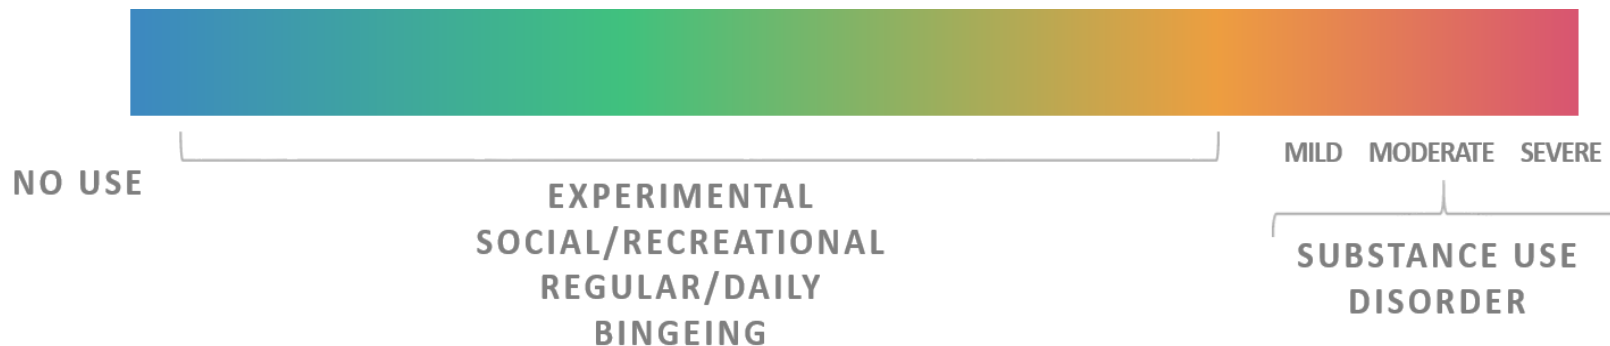 NO USE
EXPERIMENTAL
SOCIAL/RECREATIONAL
REGULAR/DAILY
BINGEING
MILD MODERATE SEVERE
SUBSTANCE USE
DISORDER